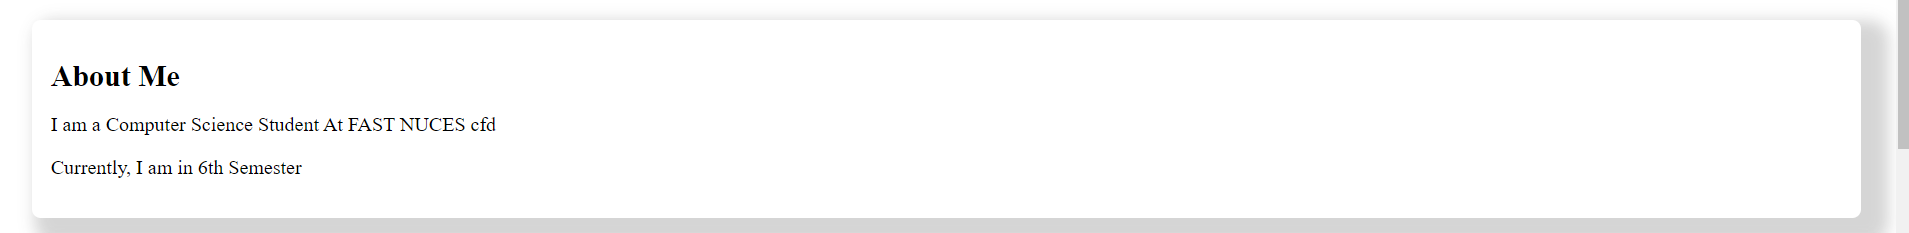 About Me
I am a Computer Science Student At FAST NUCES cfd
Currently, I am in 6th Semester